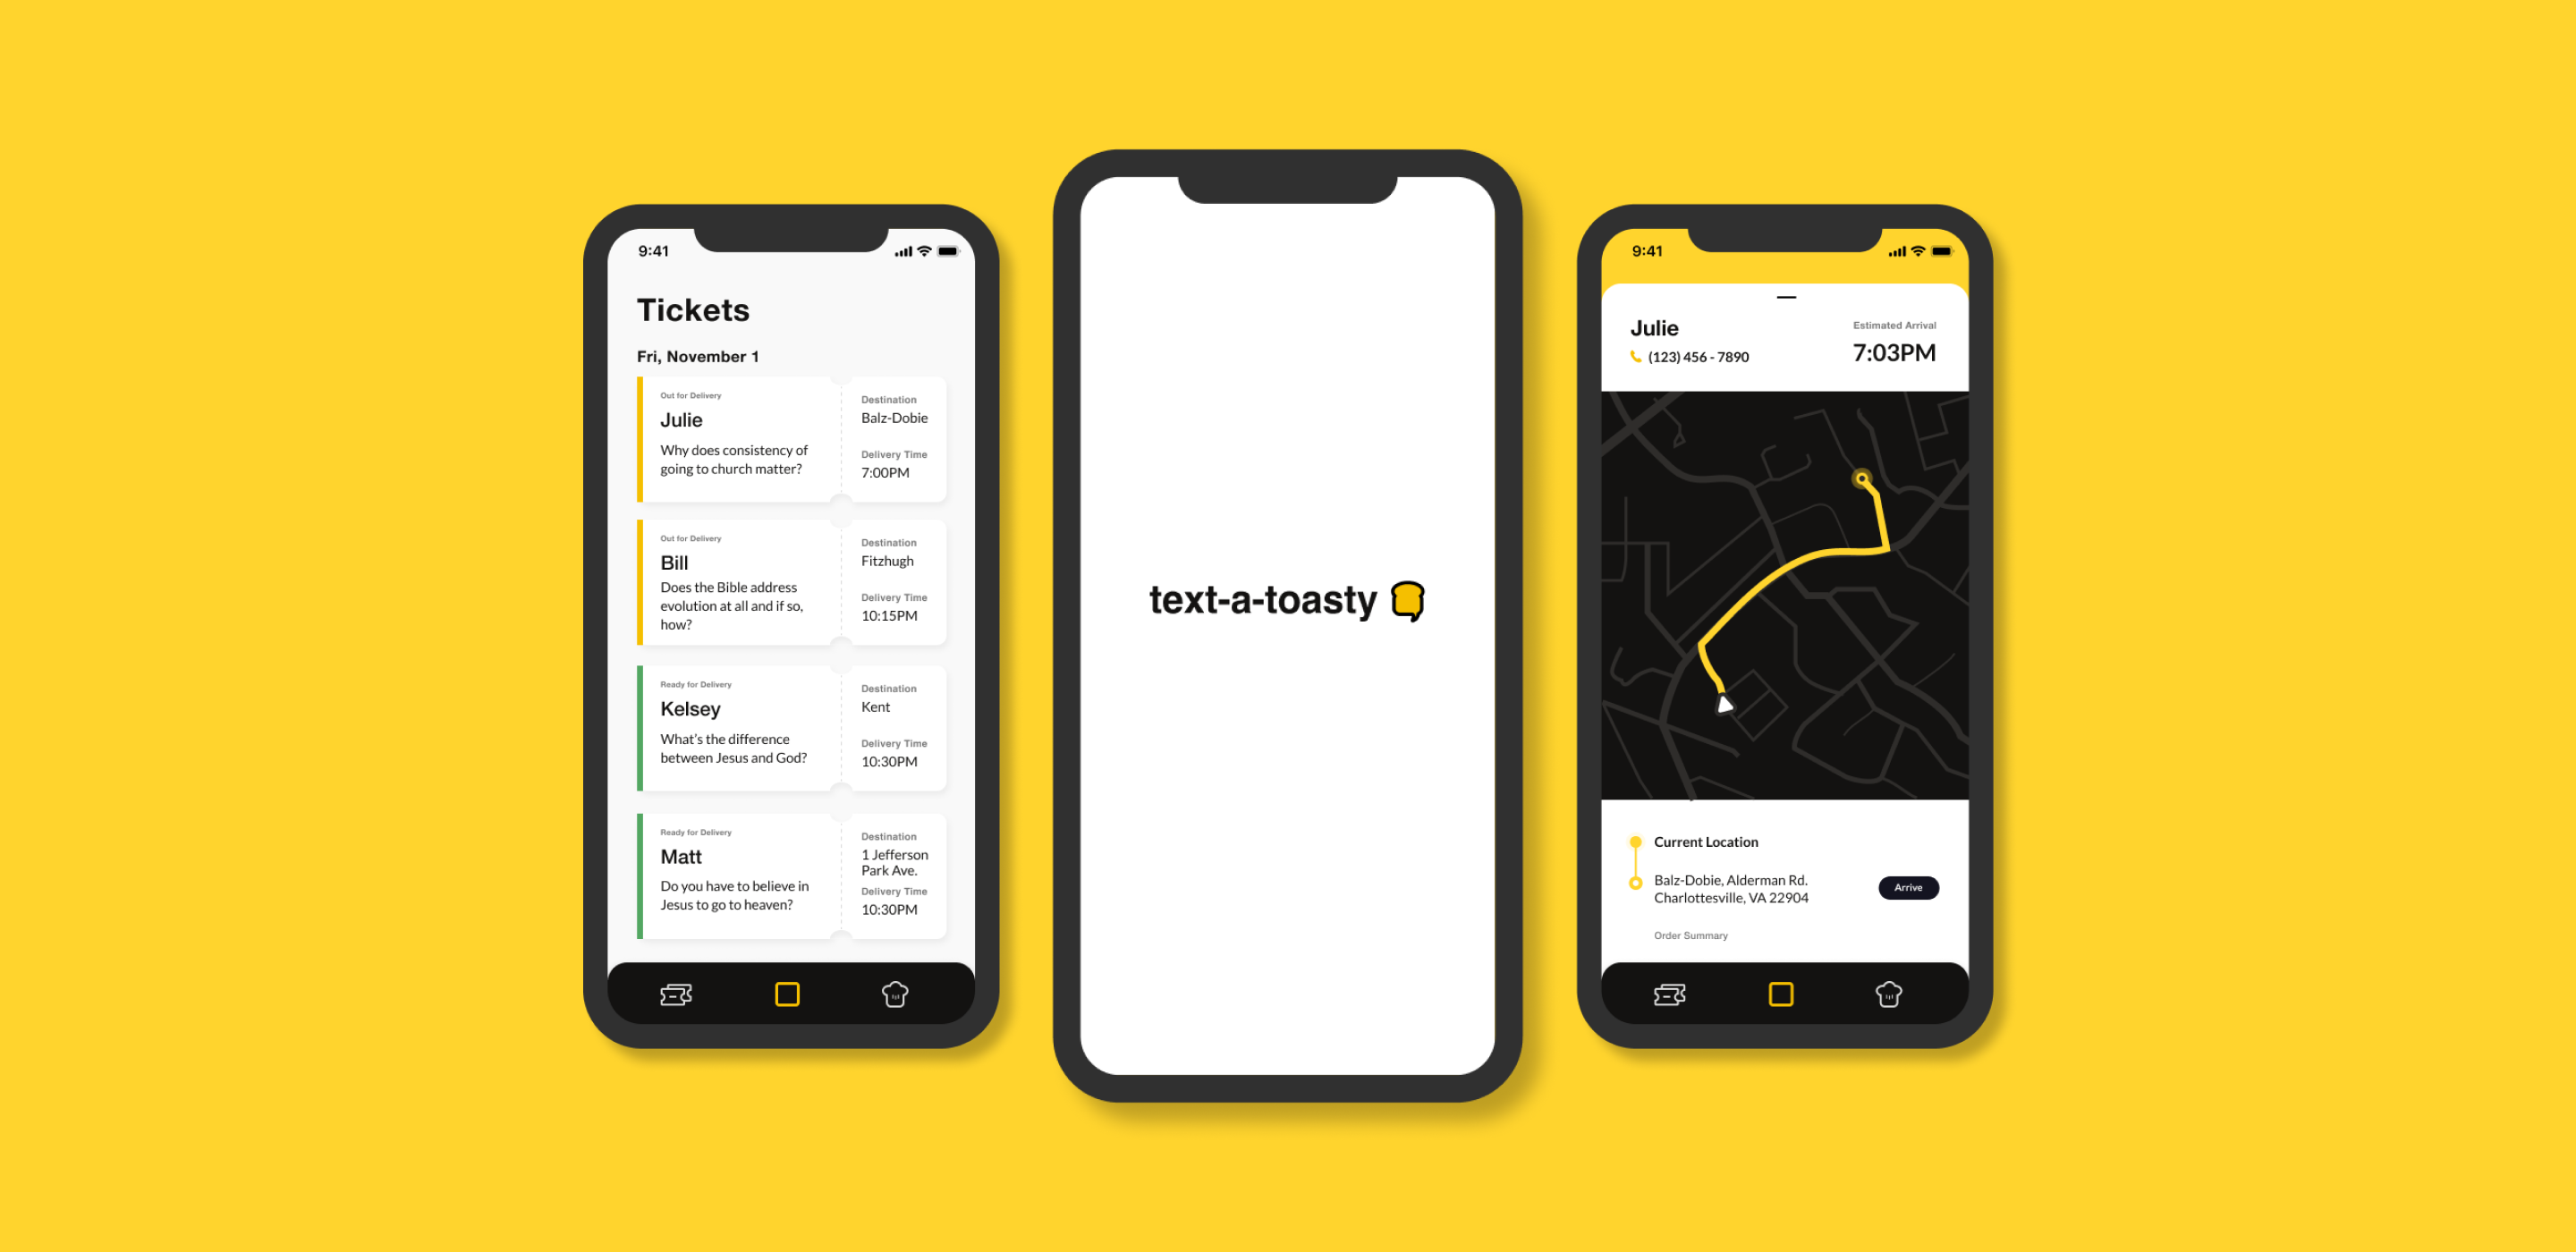 9:41
Tickets
Fri, November 1
Out for Delivery
Julie
Why does consistency of
going to church matter?
Destination
Balz-Dobie
Delivery Time
7:00PM
Out for Delivery
Bill
Does the Bible address
evolution at all and if so,
how?
Destination
Fitzhugh
Delivery Time
10:15PM
Ready for Delivery
Kelsey
What's the difference
between Jesus and God?
Destination
Kent
Delivery Time
10:30PM
Ready for Delivery
Matt
Do you have to believe in
Jesus to go to heaven?
Destination
1 Jefferson
Park Ave.
Delivery Time
10:30PM
text-a-toasty
9:41
Julie
(123) 456 - 7890
Estimated Arrival
7:03PM
Current Location
Balz-Dobie, Alderman Rd.
Charlottesville, VA 22904
Arrive
Order Summary